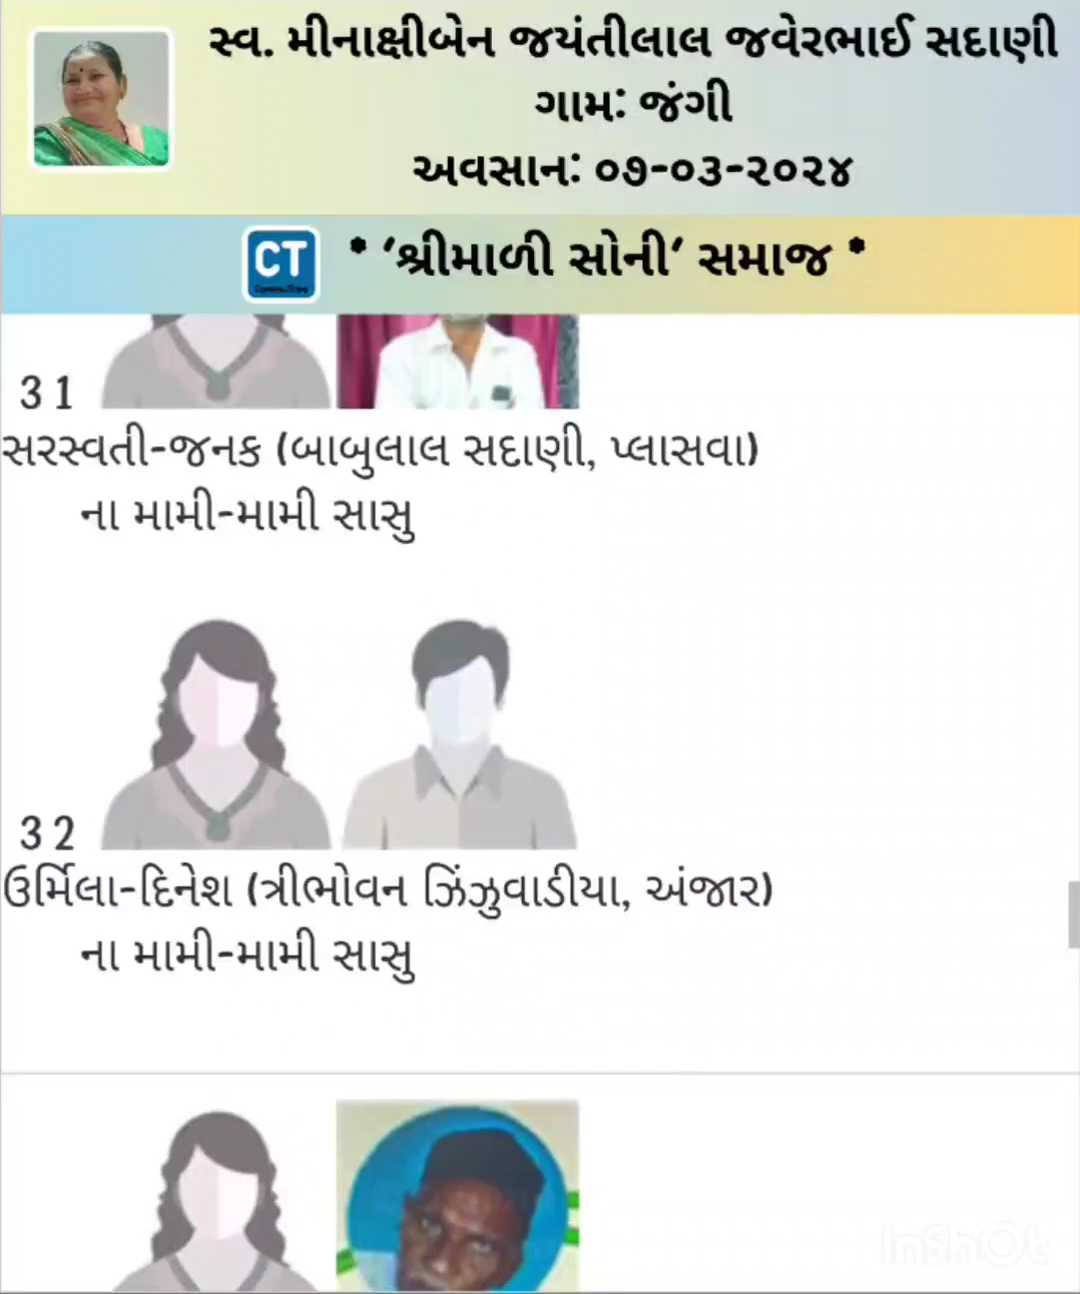 સ્વ. મીનાક્ષીબેન જયંતીલાલ જવેરભાઈ સદાણી
ગામ: જંગી
અવસાન: ૦૭-૦૩-૨૦૨૪
CT
* ‘શ્રીમાળી સોની’ સમાજ *
31
સરસ્વતી-જનક (બાબુલાલ સદાણી, પ્લાસવા)
ના મામી-મામી સાસુ
32
ઉર્મિલા-દિનેશ (ત્રીભોવન ઝિંઝુવાડીયા, અંજાર)
ના મામી-મામી સાસુ
InShOt